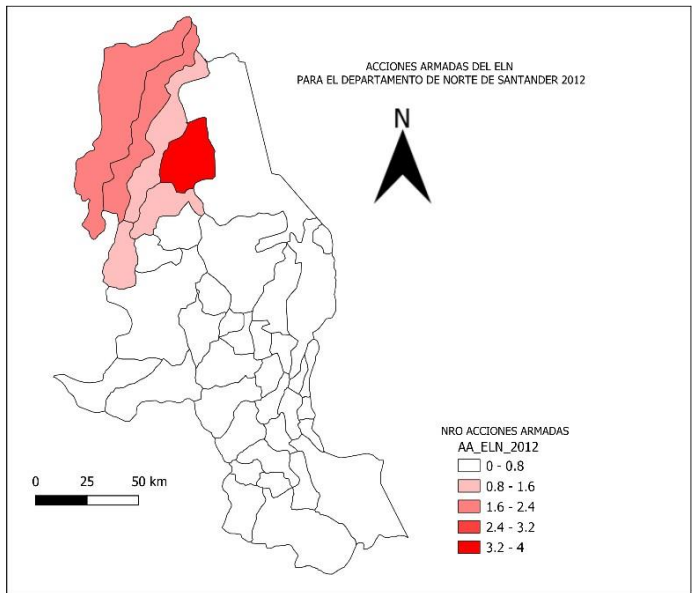 ACCIONES ARMADAS DEL ELN
PARA EL DEPARTAMENTO DE NORTE DE SANTANDER 2012
N
NRO ACCIONES ARMADAS
AA_ELN_2012
0 - 0.8
0.8 - 1.6
1.6 - 2.4
2.4 - 3.2
3.2 - 4
0 25 50 km